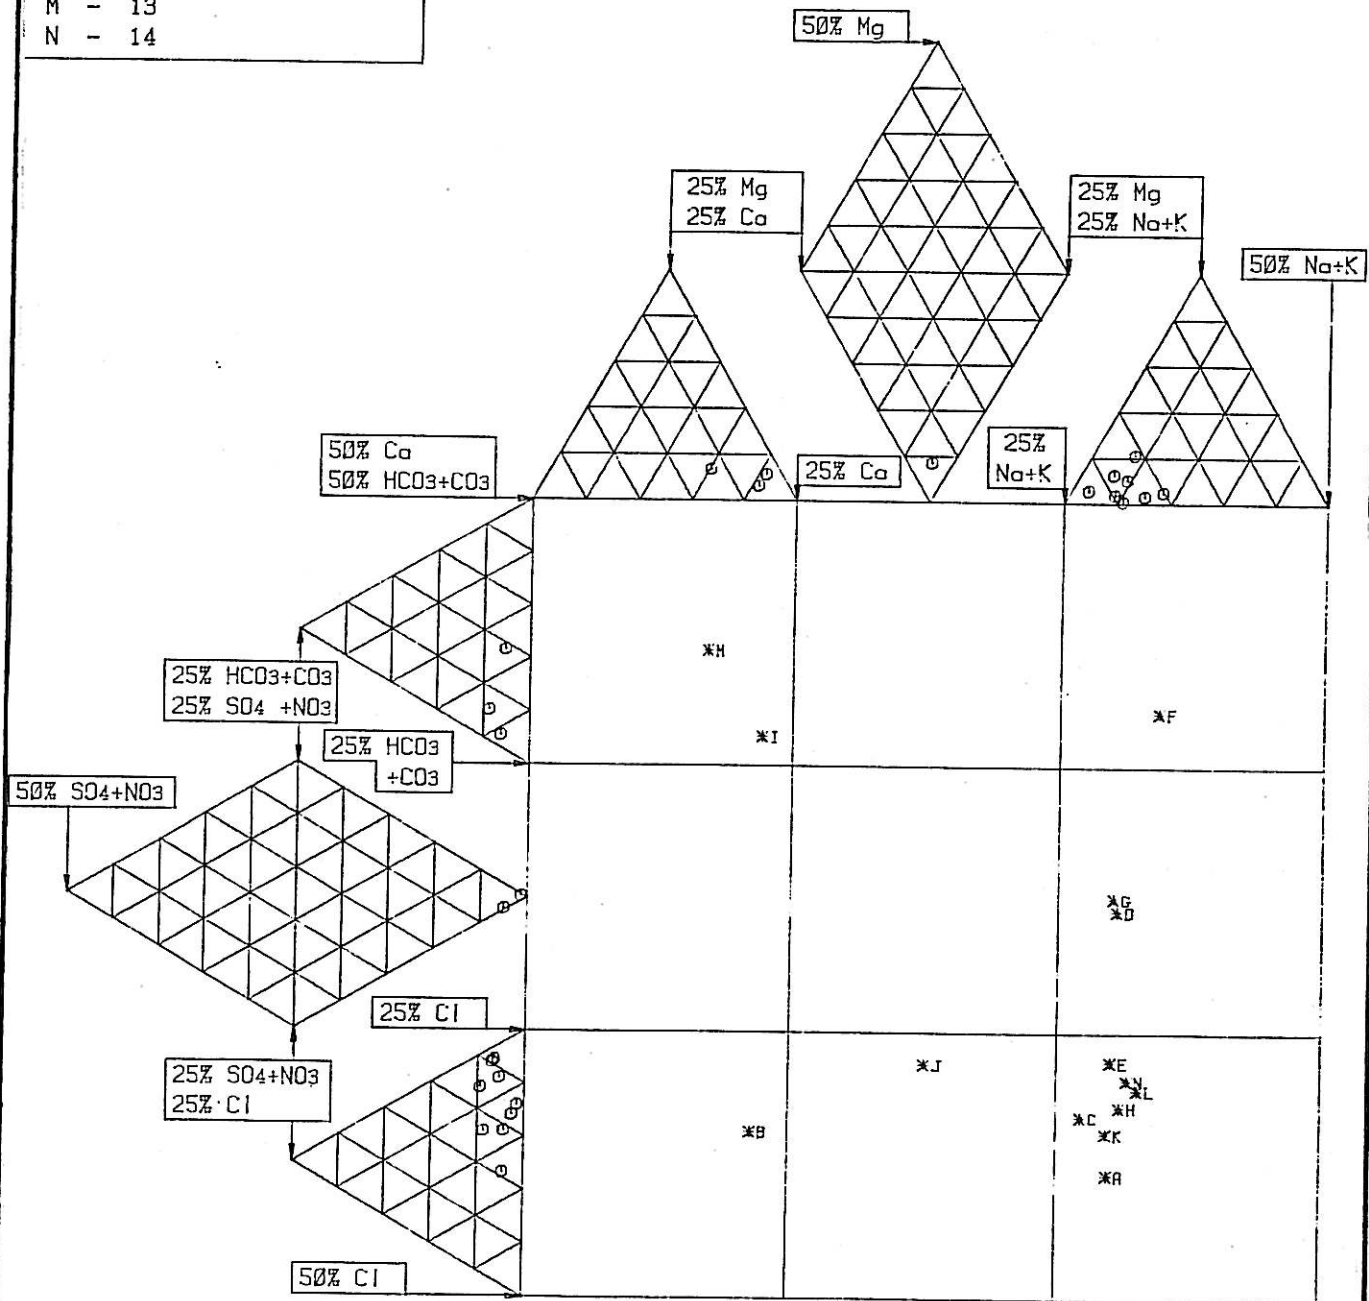 M - 13
N - 14
50% Mg
25% Mg
25% Ca
25% Mg
25% Na+K
50% Na+K
50% Ca
50% HCO3+CO3
25% Ca
25%
Na+K
25% HCO3+CO3
25% SO4 +NO3
25% HCO3
+CO3
50% SO4+NO3
25% Cl
25% SO4+NO3
25% Cl
50% Cl
*M
*I
*F
*G
*D
*J
*E
*N
*L
*H
*C
*K
*B
*A